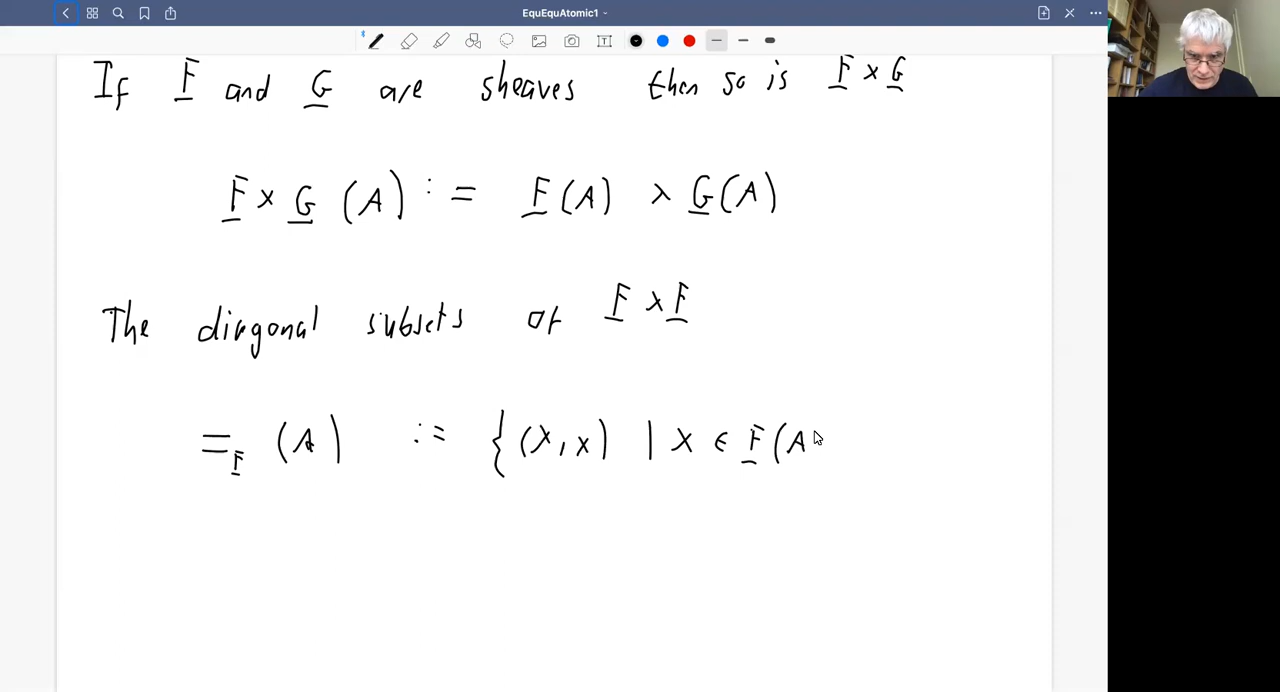 EquEquAtomic1
If F and G are sheaves then so is F × G
F × G (A) := F(A) × G(A)
The diagonal subsets of F × F
=_F (A) := { (x, x) | x ∈ F(A